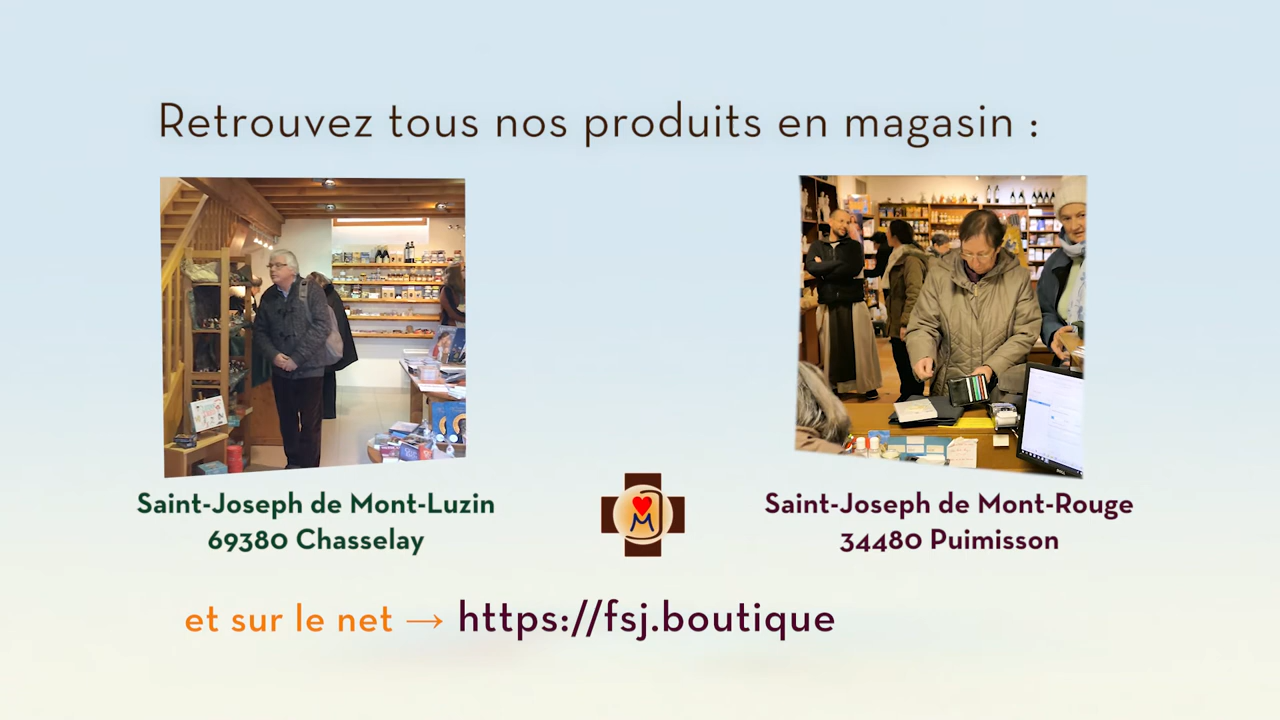 Retrouvez tous nos produits en magasin :
Saint-Joseph de Mont-Luzin
69380 Chasselay
M
Saint-Joseph de Mont-Rouge
34480 Puimisson
et sur le net → https://fsj.boutique